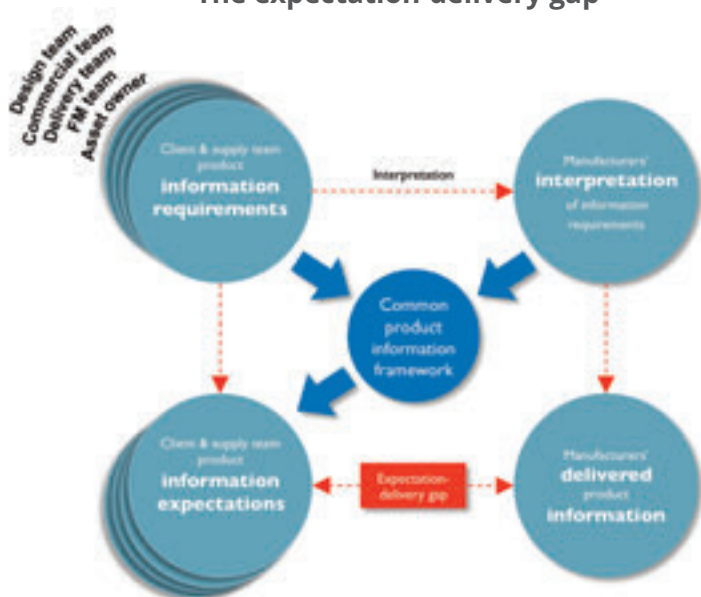 The expectation-delivery gap
Design team
Commercial team
Delivery team
FM team
Asset owner
Client & supply team
product
information
requirements
Interpretation
Manufacturers'
interpretation
of information
requirements
Common
product
information
framework
Client & supply team
product
information
expectations
Expectation-
delivery gap
Manufacturers'
delivered
product
information